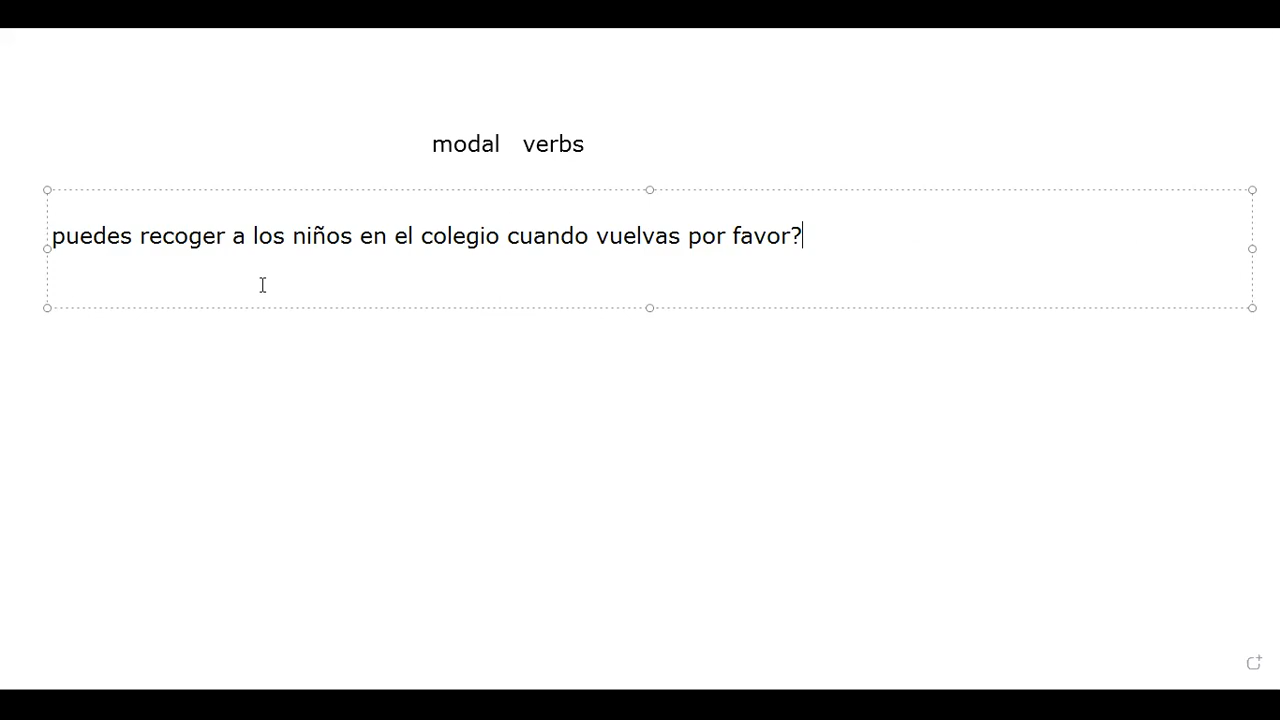 modal verbs
puedes recoger a los niños en el colegio cuando vuelvas por favor?